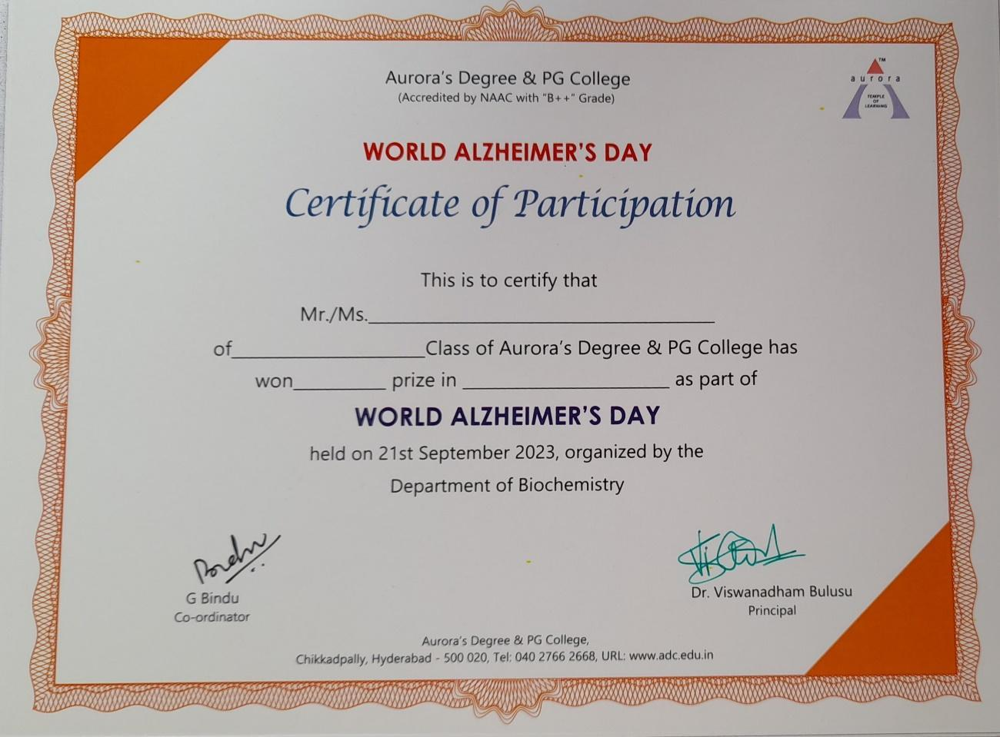 Aurora's Degree & PG College
(Accredited by NAAC with "B++" Grade)
TM
aurora
TEMPLE
OF
LEARNING
WORLD ALZHEIMER'S DAY
Certificate of Participation
This is to certify that
Mr./Ms.____________________
of____________________Class of Aurora's Degree & PG College has
won__________ prize in ____________________ as part of
WORLD ALZHEIMER'S DAY
held on 21st September 2023, organized by the
Department of Biochemistry
G Bindu
Co-ordinator
Dr. Viswanadham Bulusu
Principal
Aurora's Degree & PG College,
Chikkadpally, Hyderabad - 500 020, Tel: 040 2766 2668, URL: www.adc.edu.in